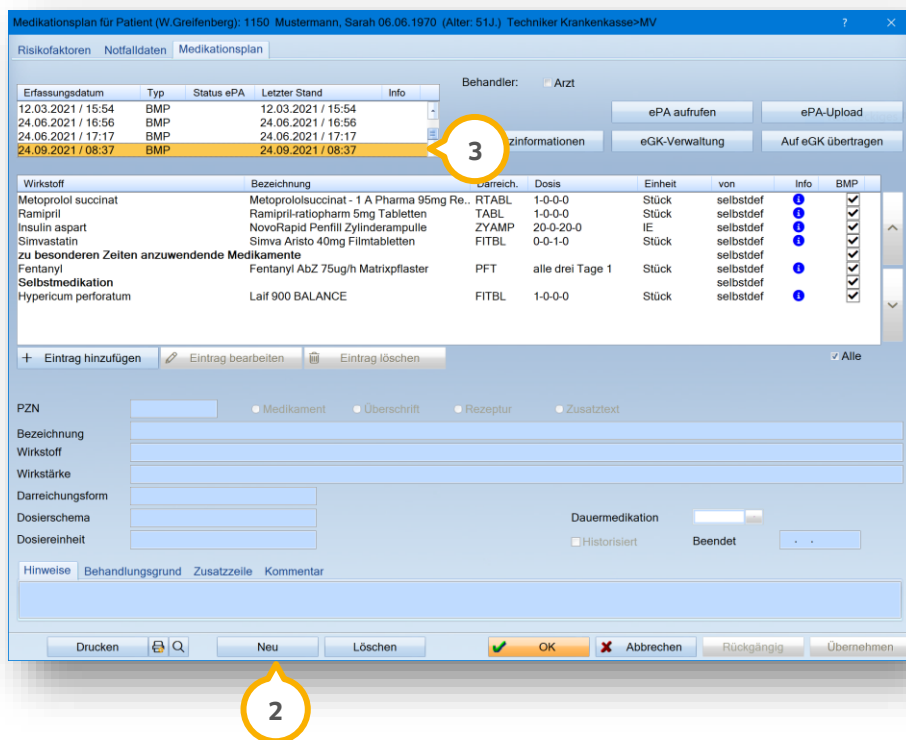 Medikationsplan für Patient (W.Greifenberg): 1150 Mustermann, Sarah 06.06.1970 (Alter: 51J.) Techniker Krankenkasse>MV ? ×
Risikofaktoren Notfalldaten Medikationsplan
Behandler: Arzt
Erfassungsdatum Typ Status ePA Letzter Stand Info
12.03.2021 / 15:54 BMP 12.03.2021 / 15:54
24.06.2021 / 16:56 BMP 24.06.2021 / 16:56
24.06.2021 / 17:17 BMP 24.06.2021 / 17:17
24.09.2021 / 08:37 BMP 24.09.2021 / 08:37
ePA aufrufen ePA-Upload
3
zinformationen eGK-Verwaltung Auf eGK übertragen
Wirkstoff Bezeichnung Darreich. Dosis Einheit von Info BMP
Metoprolol succinat Metoprololsuccinat - 1 A Pharma 95mg Re.. RTABL 1-0-0-0 Stück selbstdef
Ramipril Ramipril-ratiopharm 5mg Tabletten TABL 1-0-0-0 Stück selbstdef
Insulin aspart NovoRapid Penfill Zylinderampulle ZYAMP 20-0-20-0 IE selbstdef
Simvastatin Simva Aristo 40mg Filmtabletten FITBL 0-0-1-0 Stück selbstdef
zu besonderen Zeiten anzuwendende Medikamente selbstdef
Fentanyl Fentanyl AbZ 75ug/h Matrixpflaster PFT alle drei Tage 1 Stück selbstdef
Selbstmedikation selbstdef
Hypericum perforatum Laif 900 BALANCE FITBL 1-0-0-0 Stück selbstdef
+ Eintrag hinzufügen Eintrag bearbeiten Eintrag löschen Alle
PZN Medikament Überschrift Rezeptur Zusatztext
Bezeichnung
Wirkstoff
Wirkstärke
Darreichungsform
Dosierschema Dauermedikation
Dosiereinheit Historisiert Beendet . .
Hinweise Behandlungsgrund Zusatzzeile Kommentar
Drucken Neu Löschen OK Abbrechen Rückgängig Übernehmen
2